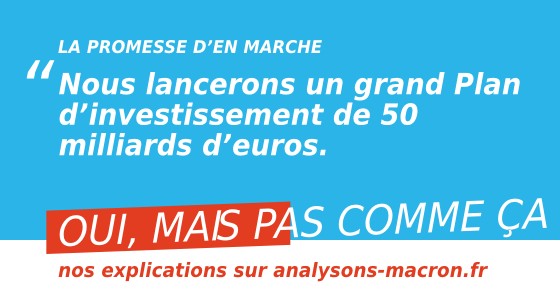 LA PROMESSE D’EN MARCHE
“ Nous lancerons un grand Plan
d’investissement de 50
milliards d’euros.
OUI, MAIS PAS COMME ÇA
nos explications sur analysons-macron.fr